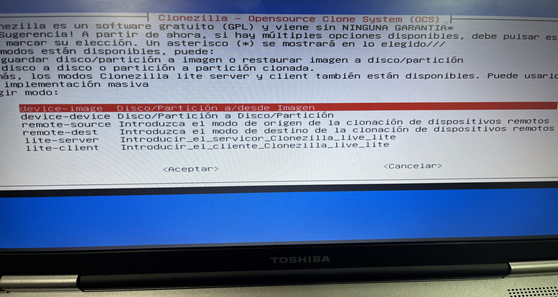 Clonezilla - Opensource Clone System (OCS)
nezilla es un software gratuito (GPL) y viene sin NINGUNA GARANTIA*
Sugerencia! A partir de ahora, si hay múltiples opciones disponibles, debe pulsar es
marcar su elección. Un asterisco (*) se mostrará en lo elegido///
modos están disponibles, puede:
guardar disco/partición a imagen o restaurar imagen a disco/partición
disco a disco o partición a partición clonada.
más, los modos Clonezilla lite server y client también están disponibles. Puede usarlo
implementación masiva
gir modo:
device-image Disco/Partición a/desde Imagen
device-device Disco/Partición a Disco/Partición
remote-source Introduzca el modo de origen de la clonación de dispositivos remotos
remote-dest Introduzca el modo de destino de la clonación de dispositivos remotos
lite-server Introducir_el_servicor_Clonezilla_live_lite
lite-client Introducir_el_cliente_Clonezilla_live_lite
<Aceptar> <Cancelar>
TOSHIBA